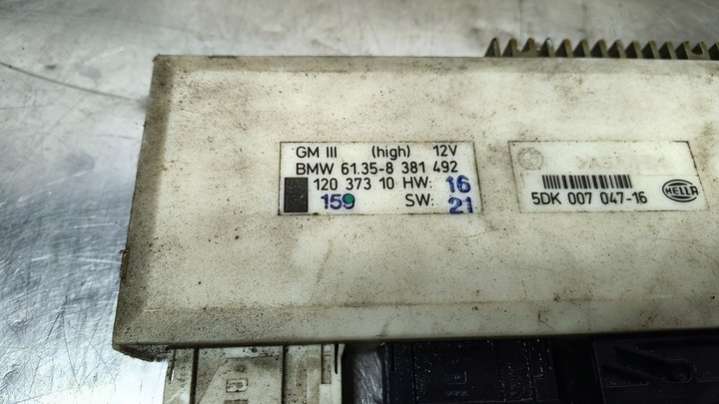 GM III (high) 12V
BMW 61.35-8 381 492
120 373 10 HW: 16
159 SW: 21
5DK 007 047-16
HELLA